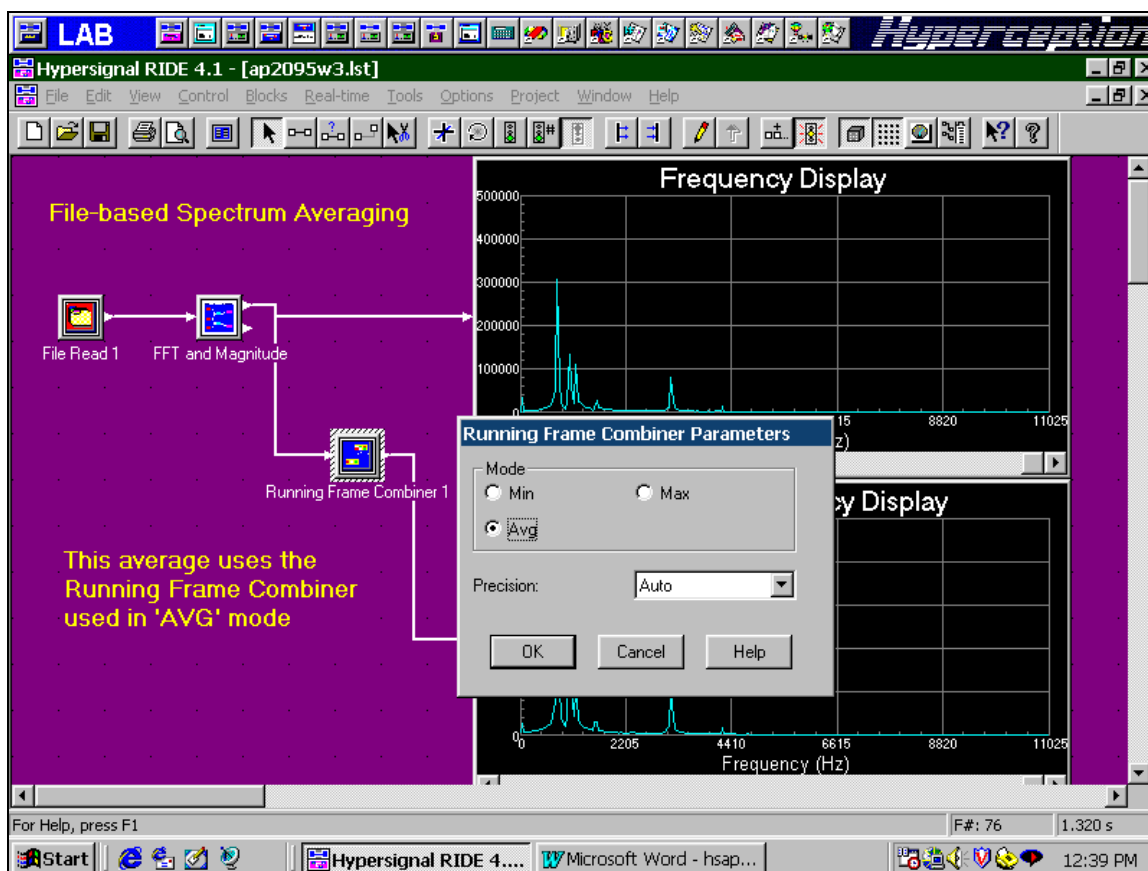 LAB
Hyperception
Hypersignal RIDE 4.1 - [ap2095w3.lst]
File Edit View Control Blocks Real-time Tools Options Project Window Help
File-based Spectrum Averaging
File Read 1
FFT and Magnitude
Running Frame Combiner 1
This average uses the
Running Frame Combiner
used in 'AVG' mode
Frequency Display
500000
400000
300000
200000
100000
0
15
8820
11025
z)
Running Frame Combiner Parameters
Mode
Min
Max
Avg
Precision:
Auto
OK
Cancel
Help
cy Display
0
2205
4410
6615
8820
11025
Frequency (Hz)
For Help, press F1
F#: 76
1.320 s
Start
Hypersignal RIDE 4....
Microsoft Word - hsap...
12:39 PM